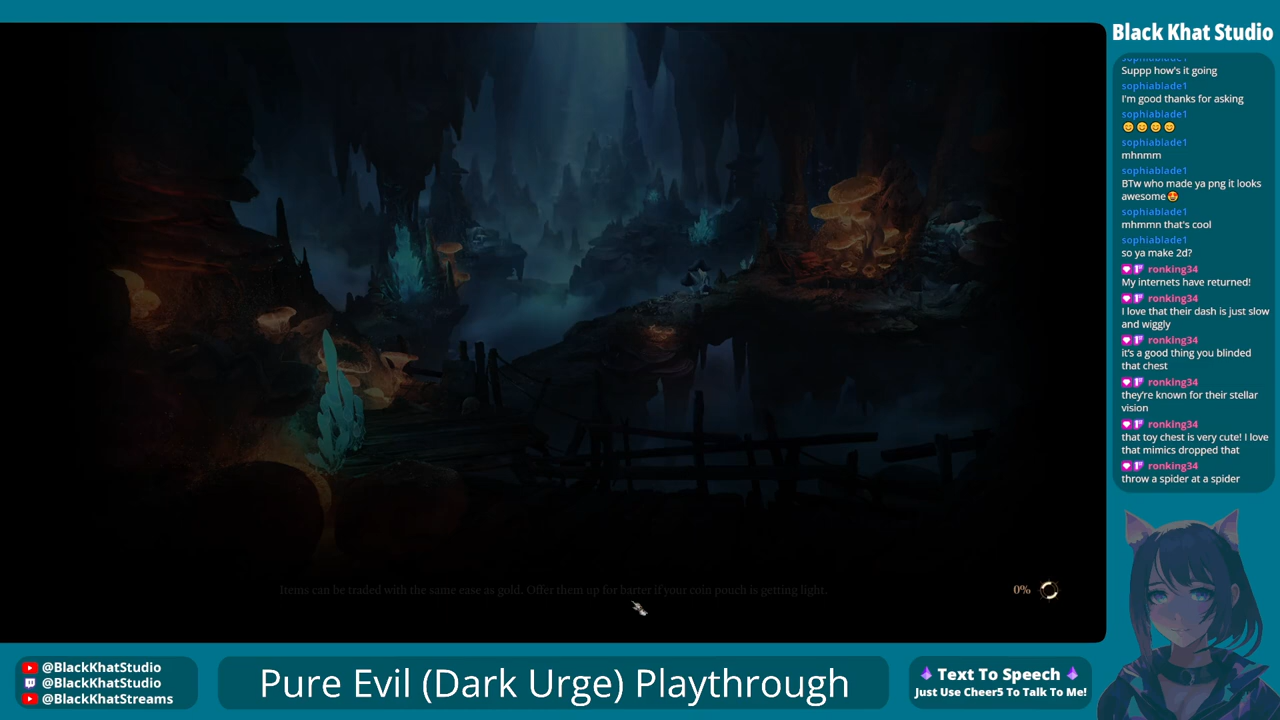 Black Khat Studio
Suppp how's it going
sophiablade1
I'm good thanks for asking
sophiablade1
😊😊😊😊
sophiablade1
mhnmm
sophiablade1
BTw who made ya png it looks
awesome😍
sophiablade1
mhmmn that's cool
sophiablade1
so ya make 2d?
ronking34
My internets have returned!
ronking34
I love that their dash is just slow
and wiggly
ronking34
it's a good thing you blinded
that chest
ronking34
they're known for their stellar
vision
ronking34
that toy chest is very cute! I love
that mimics dropped that
ronking34
throw a spider at a spider
Items can be traded with the same ease as gold. Offer them up for barter if your coin pouch is getting light.
0%
@BlackKhatStudio
@BlackKhatStudio
@BlackKhatStreams
Pure Evil (Dark Urge) Playthrough
Text To Speech
Just Use Cheer5 To Talk To Me!